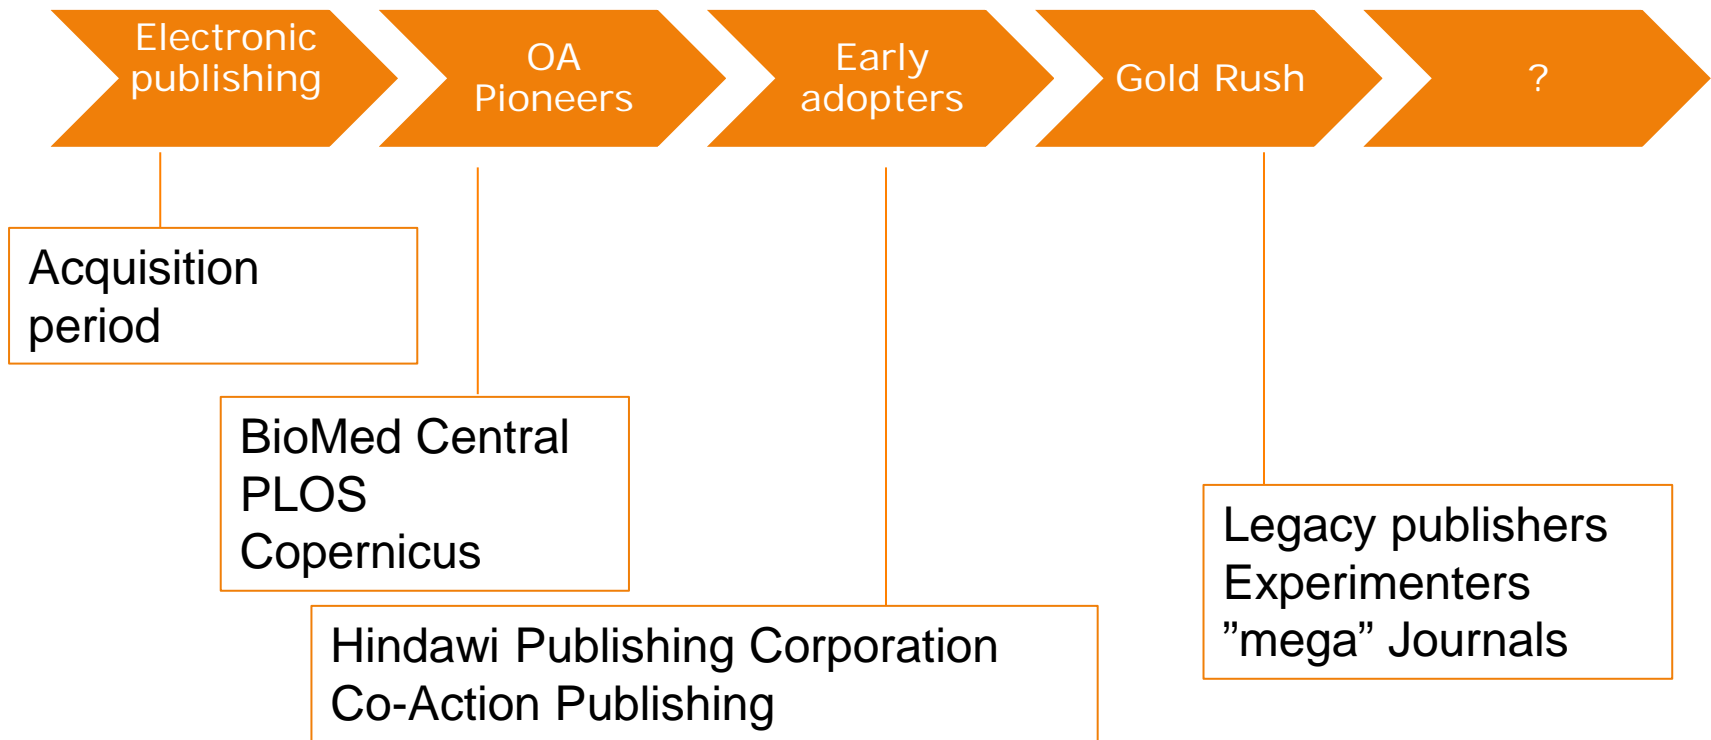 Electronic
publishing
OA
Pioneers
Early
adopters
Gold Rush
?
Acquisition
period
BioMed Central
PLOS
Copernicus
Hindawi Publishing Corporation
Co-Action Publishing
Legacy publishers
Experimenters
”mega” Journals